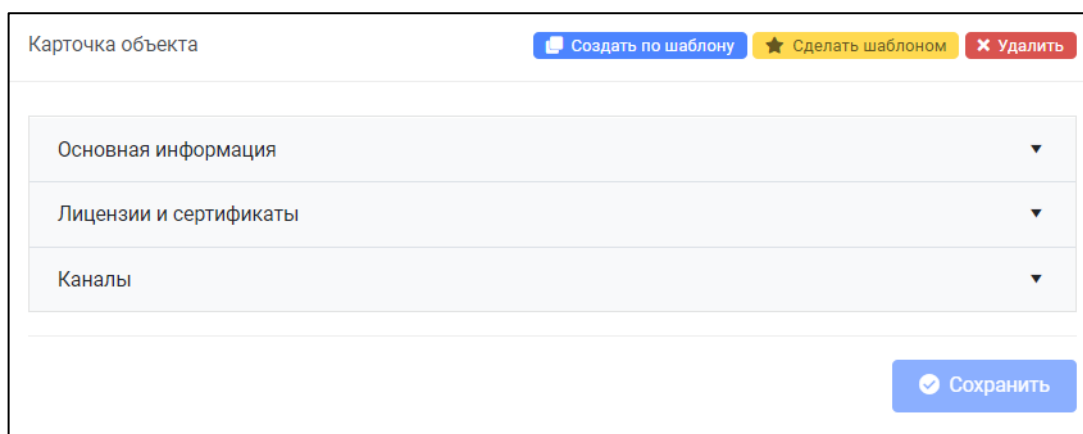 Карточка объекта
Создать по шаблону
Сделать шаблоном
Удалить
Основная информация
Лицензии и сертификаты
Каналы
Сохранить